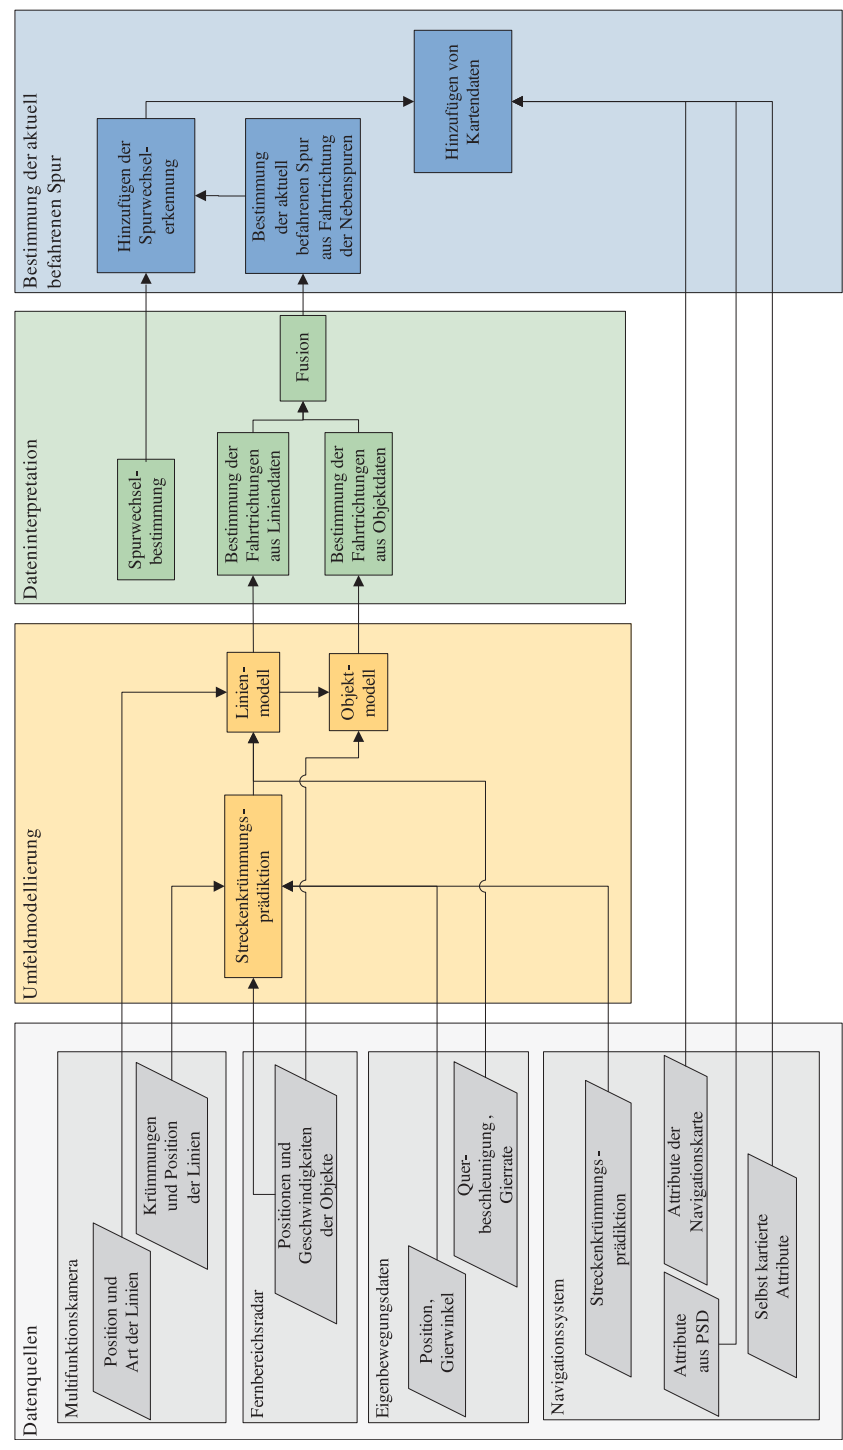 Datenquellen
Multifunktionskamera
Position und
Art der Linien
Krümmungen
und Position
der Linien
Fernbereichsradar
Positionen und
Geschwindigkeiten
der Objekte
Eigenbewegungsdaten
Position ,
Gierwinkel
Quer-
beschleunigung ,
Gierrate
Navigationssystem
Streckenkrümmungs-
prädiktion
Attribute
aus PSD
Attribute der
Navigationskarte
Selbst kartierte
Attribute
Umfeldmodellierung
Streckenkrümmungs-
prädiktion
Linien-
modell
Objekt-
modell
Dateninterpretation
Spurwechsel-
bestimmung
Bestimmung der
Fahrtrichtungen
aus Liniendaten
Bestimmung der
Fahrtrichtungen
aus Objektdaten
Fusion
Bestimmung der aktuell
befahrenen Spur
Hinzufügen der
Spurwechsel-
erkennung
Bestimmung
der aktuell
befahrenen Spur
aus Fahrtrichtung
der Nebenspuren
Hinzufügen von
Kartendaten